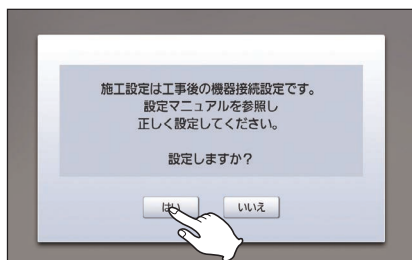 施工設定は工事後の機器接続設定です。
設定マニュアルを参照し
正しく設定してください。
設定しますか？
はい
いいえ